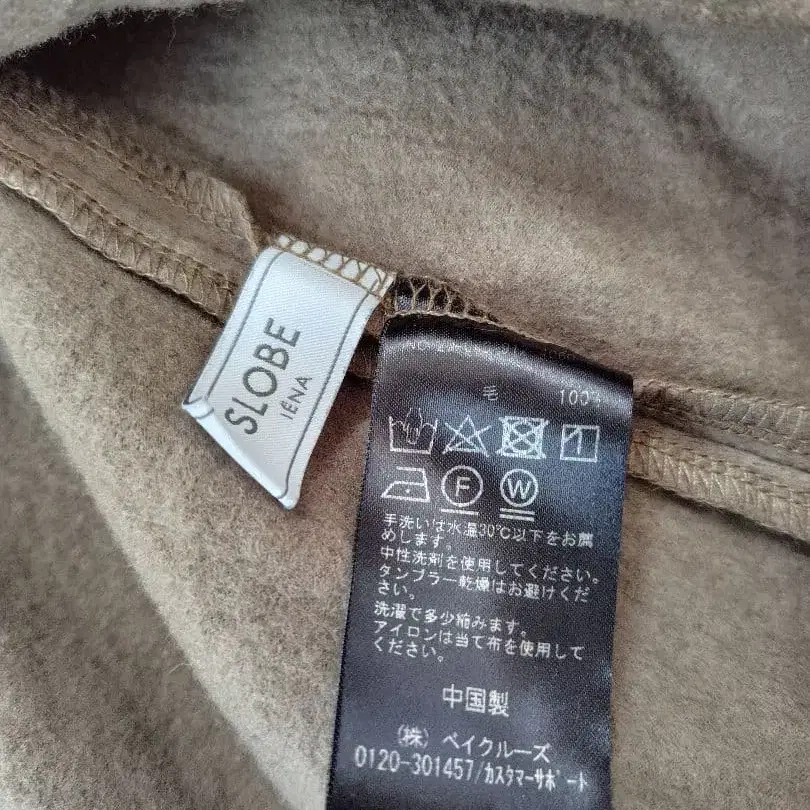 SLOBE
IÉNA
毛 100%
F W
手洗いは水温30℃以下をお薦
めします。
中性洗剤を使用してください。
タンブラー乾燥はお避けくだ
さい。
洗濯で多少縮みます。
アイロンは当て布を使用して
ください。
中国製
(株) ベイクルーズ
0120-301457/カスタマーサポート